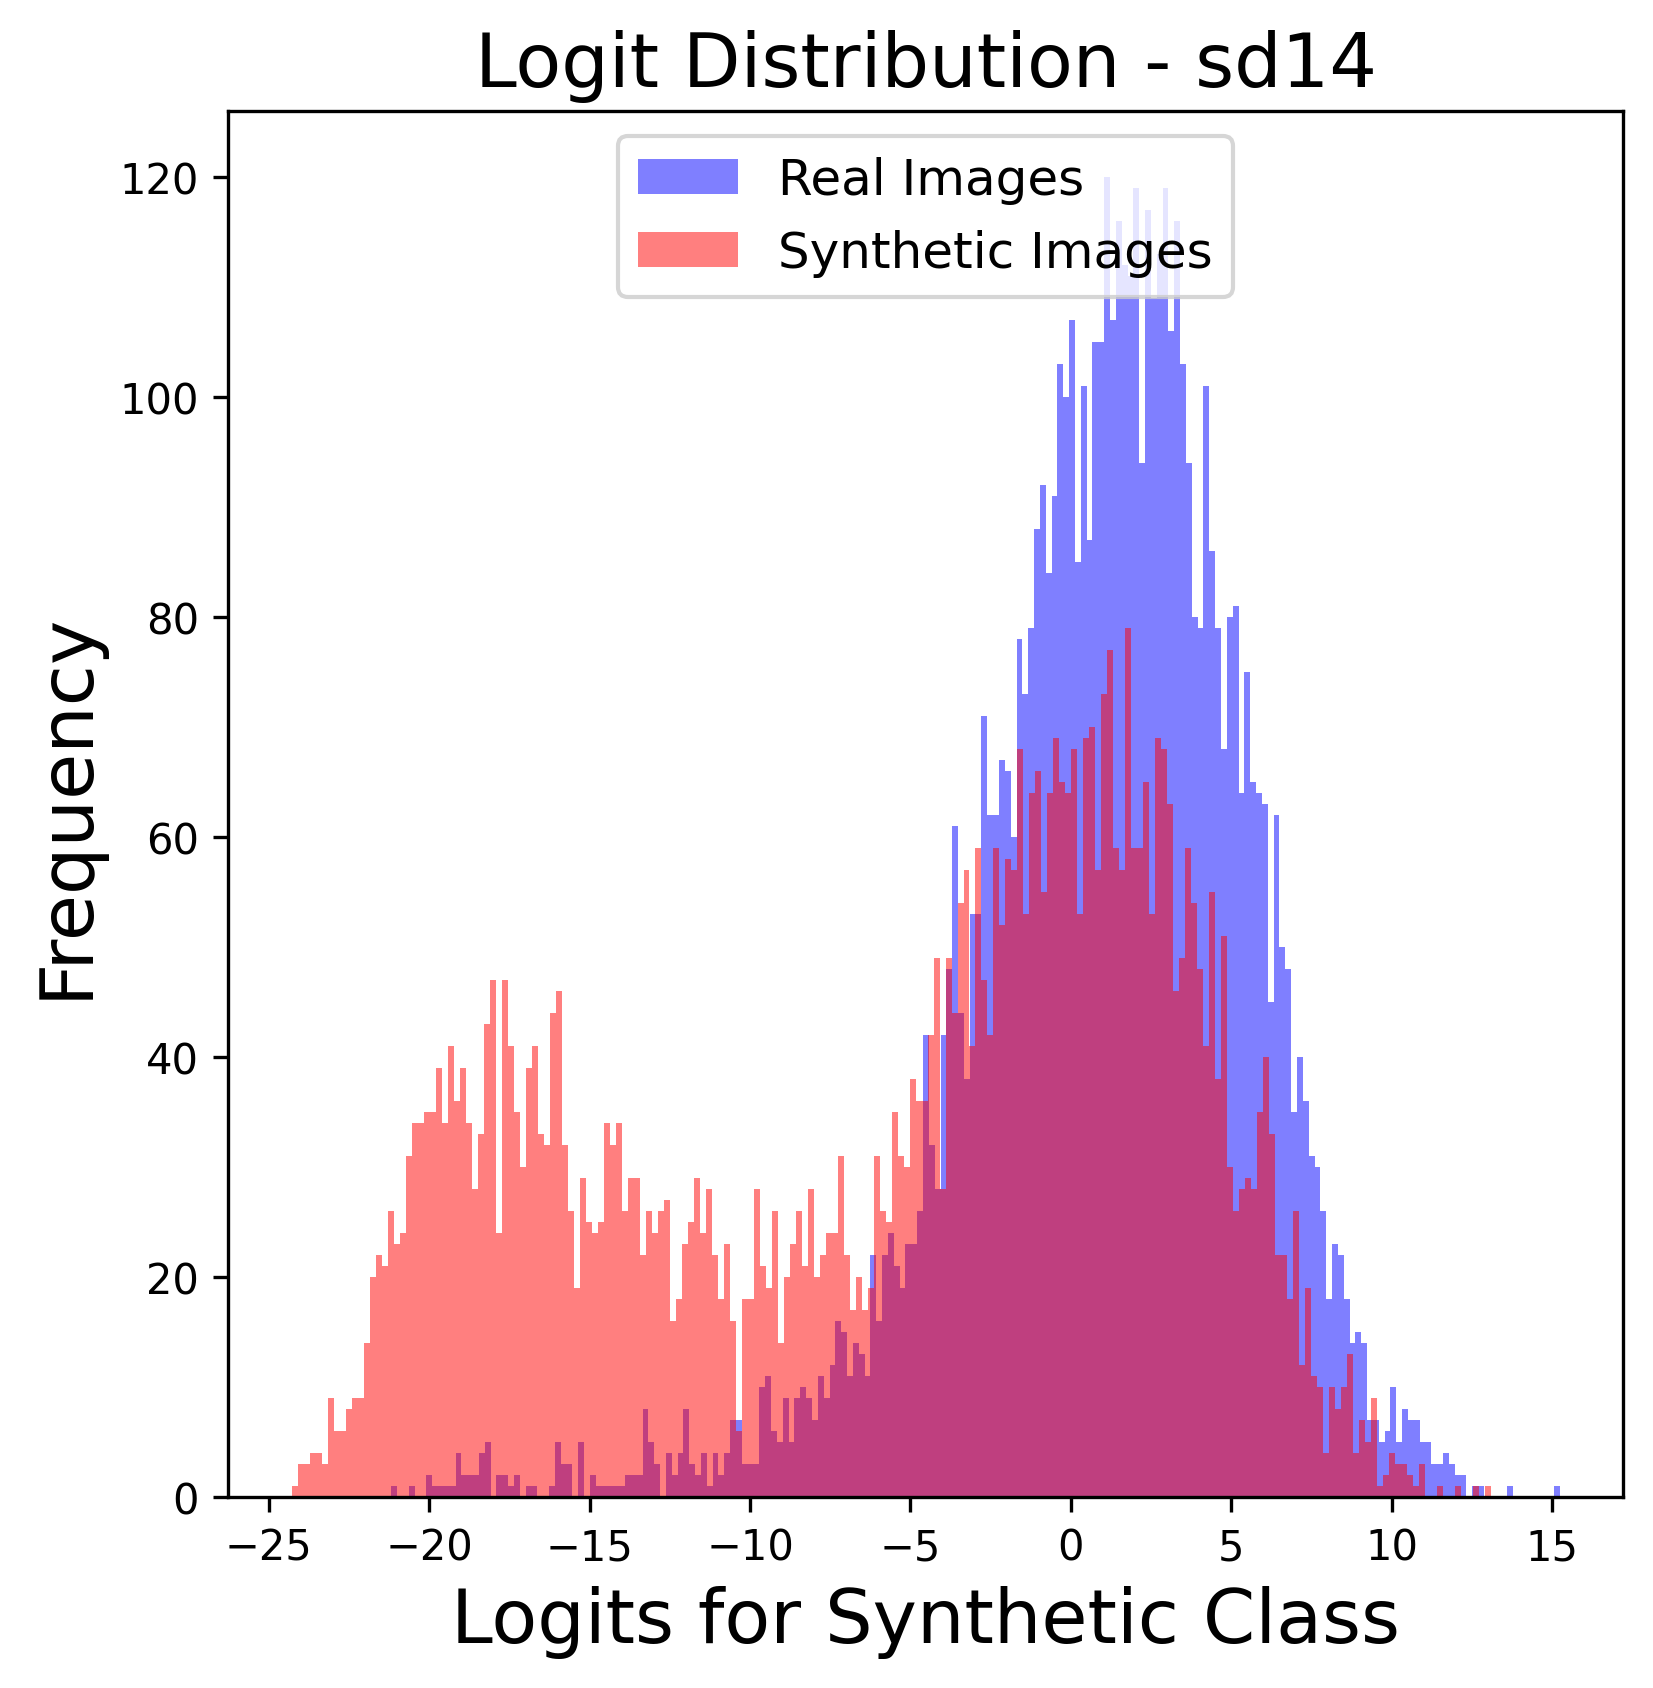 Logit Distribution - sd14
Real Images
Synthetic Images
120
100
80
60
40
20
0
Frequency
−25 −20 −15 −10 −5 0 5 10 15
Logits for Synthetic Class